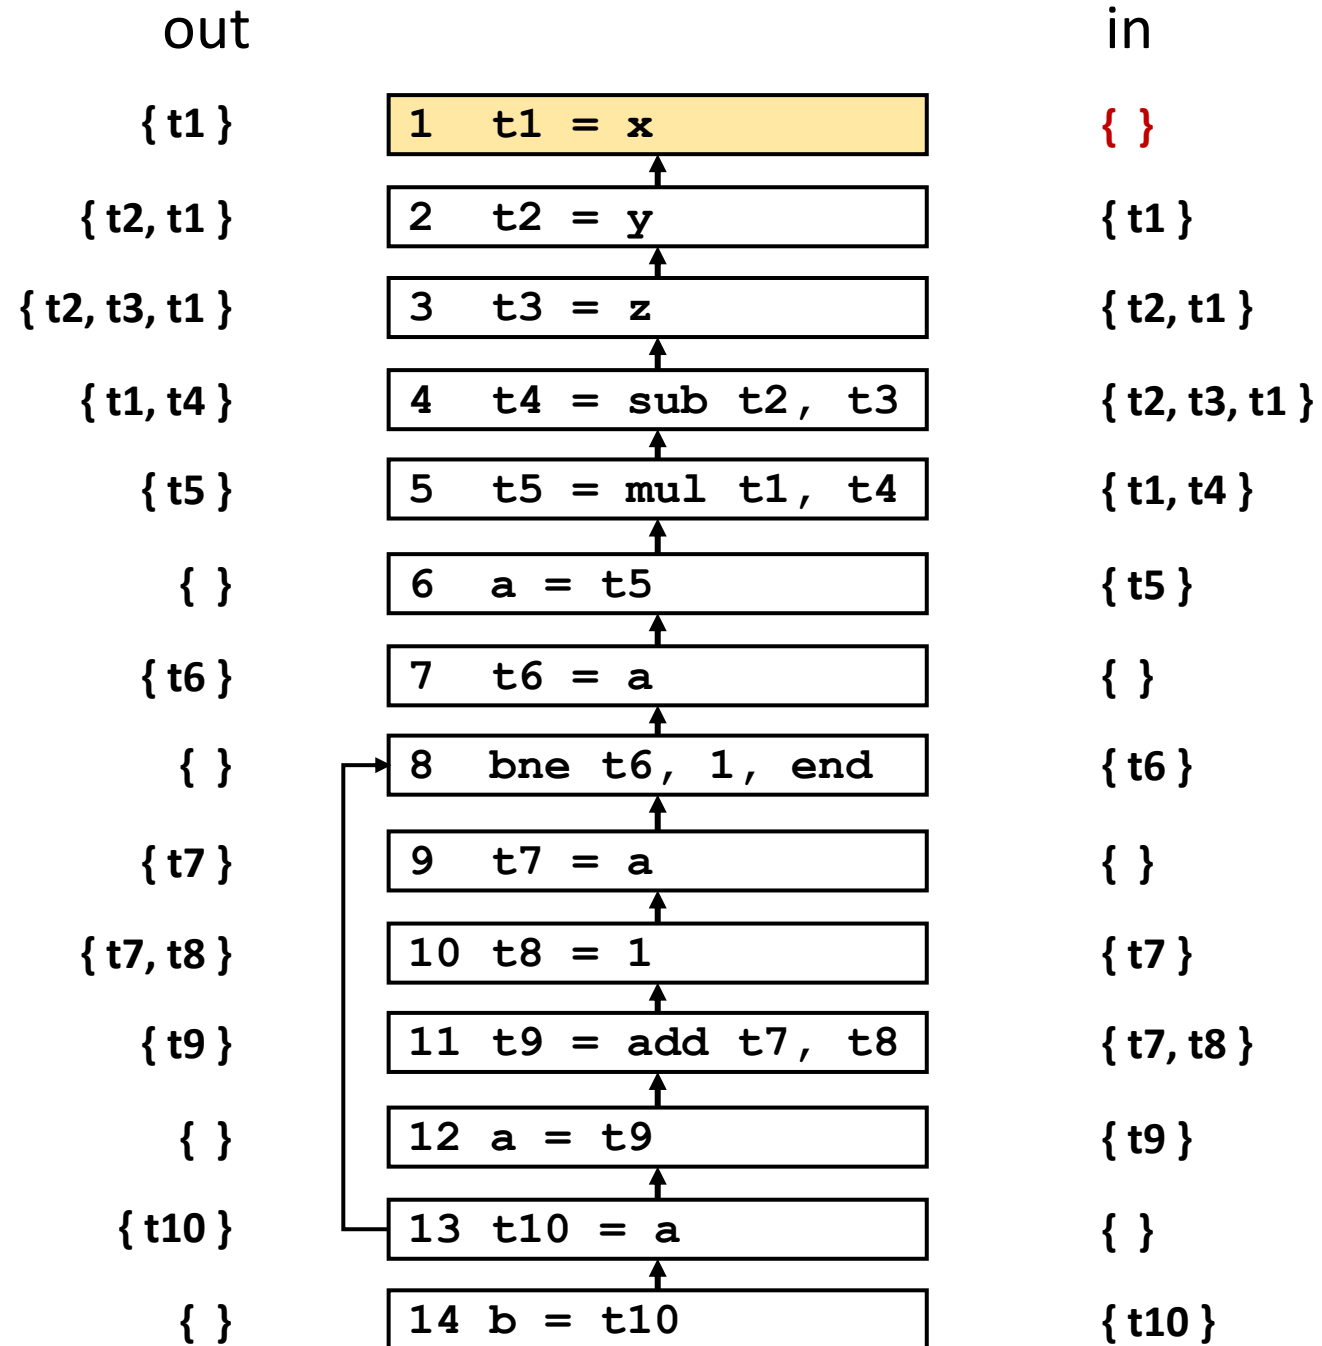 out in
{ t1 } 1 t1 = x { }
{ t2, t1 } 2 t2 = y { t1 }
{ t2, t3, t1 } 3 t3 = z { t2, t1 }
{ t1, t4 } 4 t4 = sub t2, t3 { t2, t3, t1 }
{ t5 } 5 t5 = mul t1, t4 { t1, t4 }
{ } 6 a = t5 { t5 }
{ t6 } 7 t6 = a { }
{ } 8 bne t6, 1, end { t6 }
{ t7 } 9 t7 = a { }
{ t7, t8 } 10 t8 = 1 { t7 }
{ t9 } 11 t9 = add t7, t8 { t7, t8 }
{ } 12 a = t9 { t9 }
{ t10 } 13 t10 = a { }
{ } 14 b = t10 { t10 }